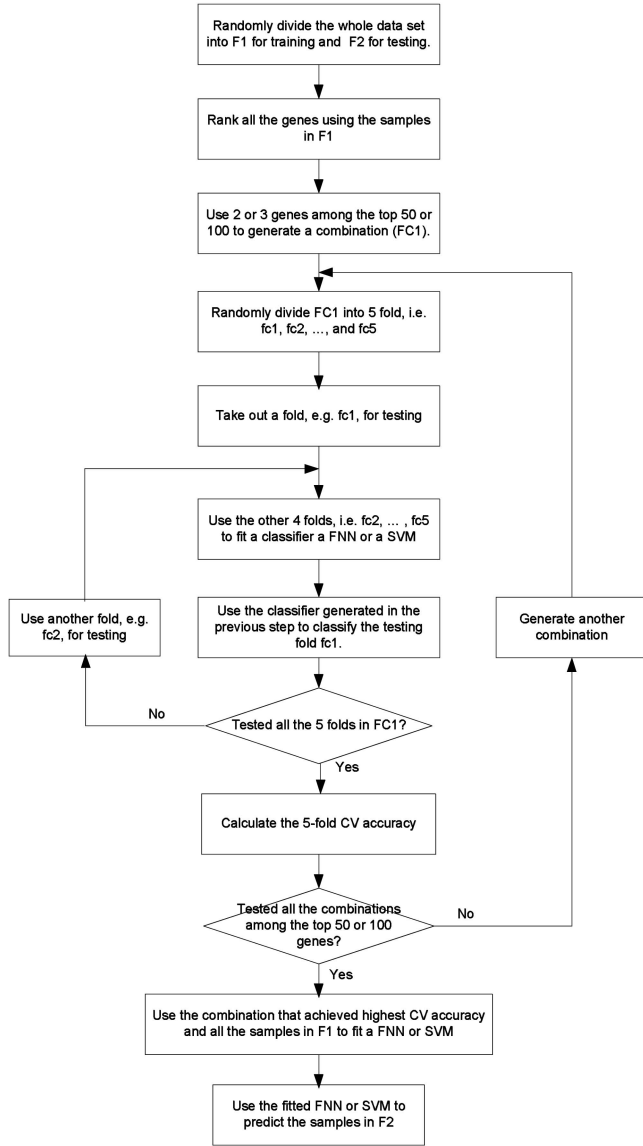 Randomly divide the whole data set
into F1 for training and F2 for testing.
Rank all the genes using the samples
in F1
Use 2 or 3 genes among the top 50 or
100 to generate a combination (FC1).
Randomly divide FC1 into 5 fold, i.e.
fc1, fc2, ..., and fc5
Take out a fold, e.g. fc1, for testing
Use the other 4 folds, i.e. fc2, ... , fc5
to fit a classifier a FNN or a SVM
Use another fold, e.g.
fc2, for testing
Use the classifier generated in the
previous step to classify the testing
fold fc1.
Generate another
combination
No
Tested all the 5 folds in FC1?
Yes
Calculate the 5-fold CV accuracy
Tested all the combinations
among the top 50 or 100
genes?
No
Yes
Use the combination that achieved highest CV accuracy
and all the samples in F1 to fit a FNN or SVM
Use the fitted FNN or SVM to
predict the samples in F2